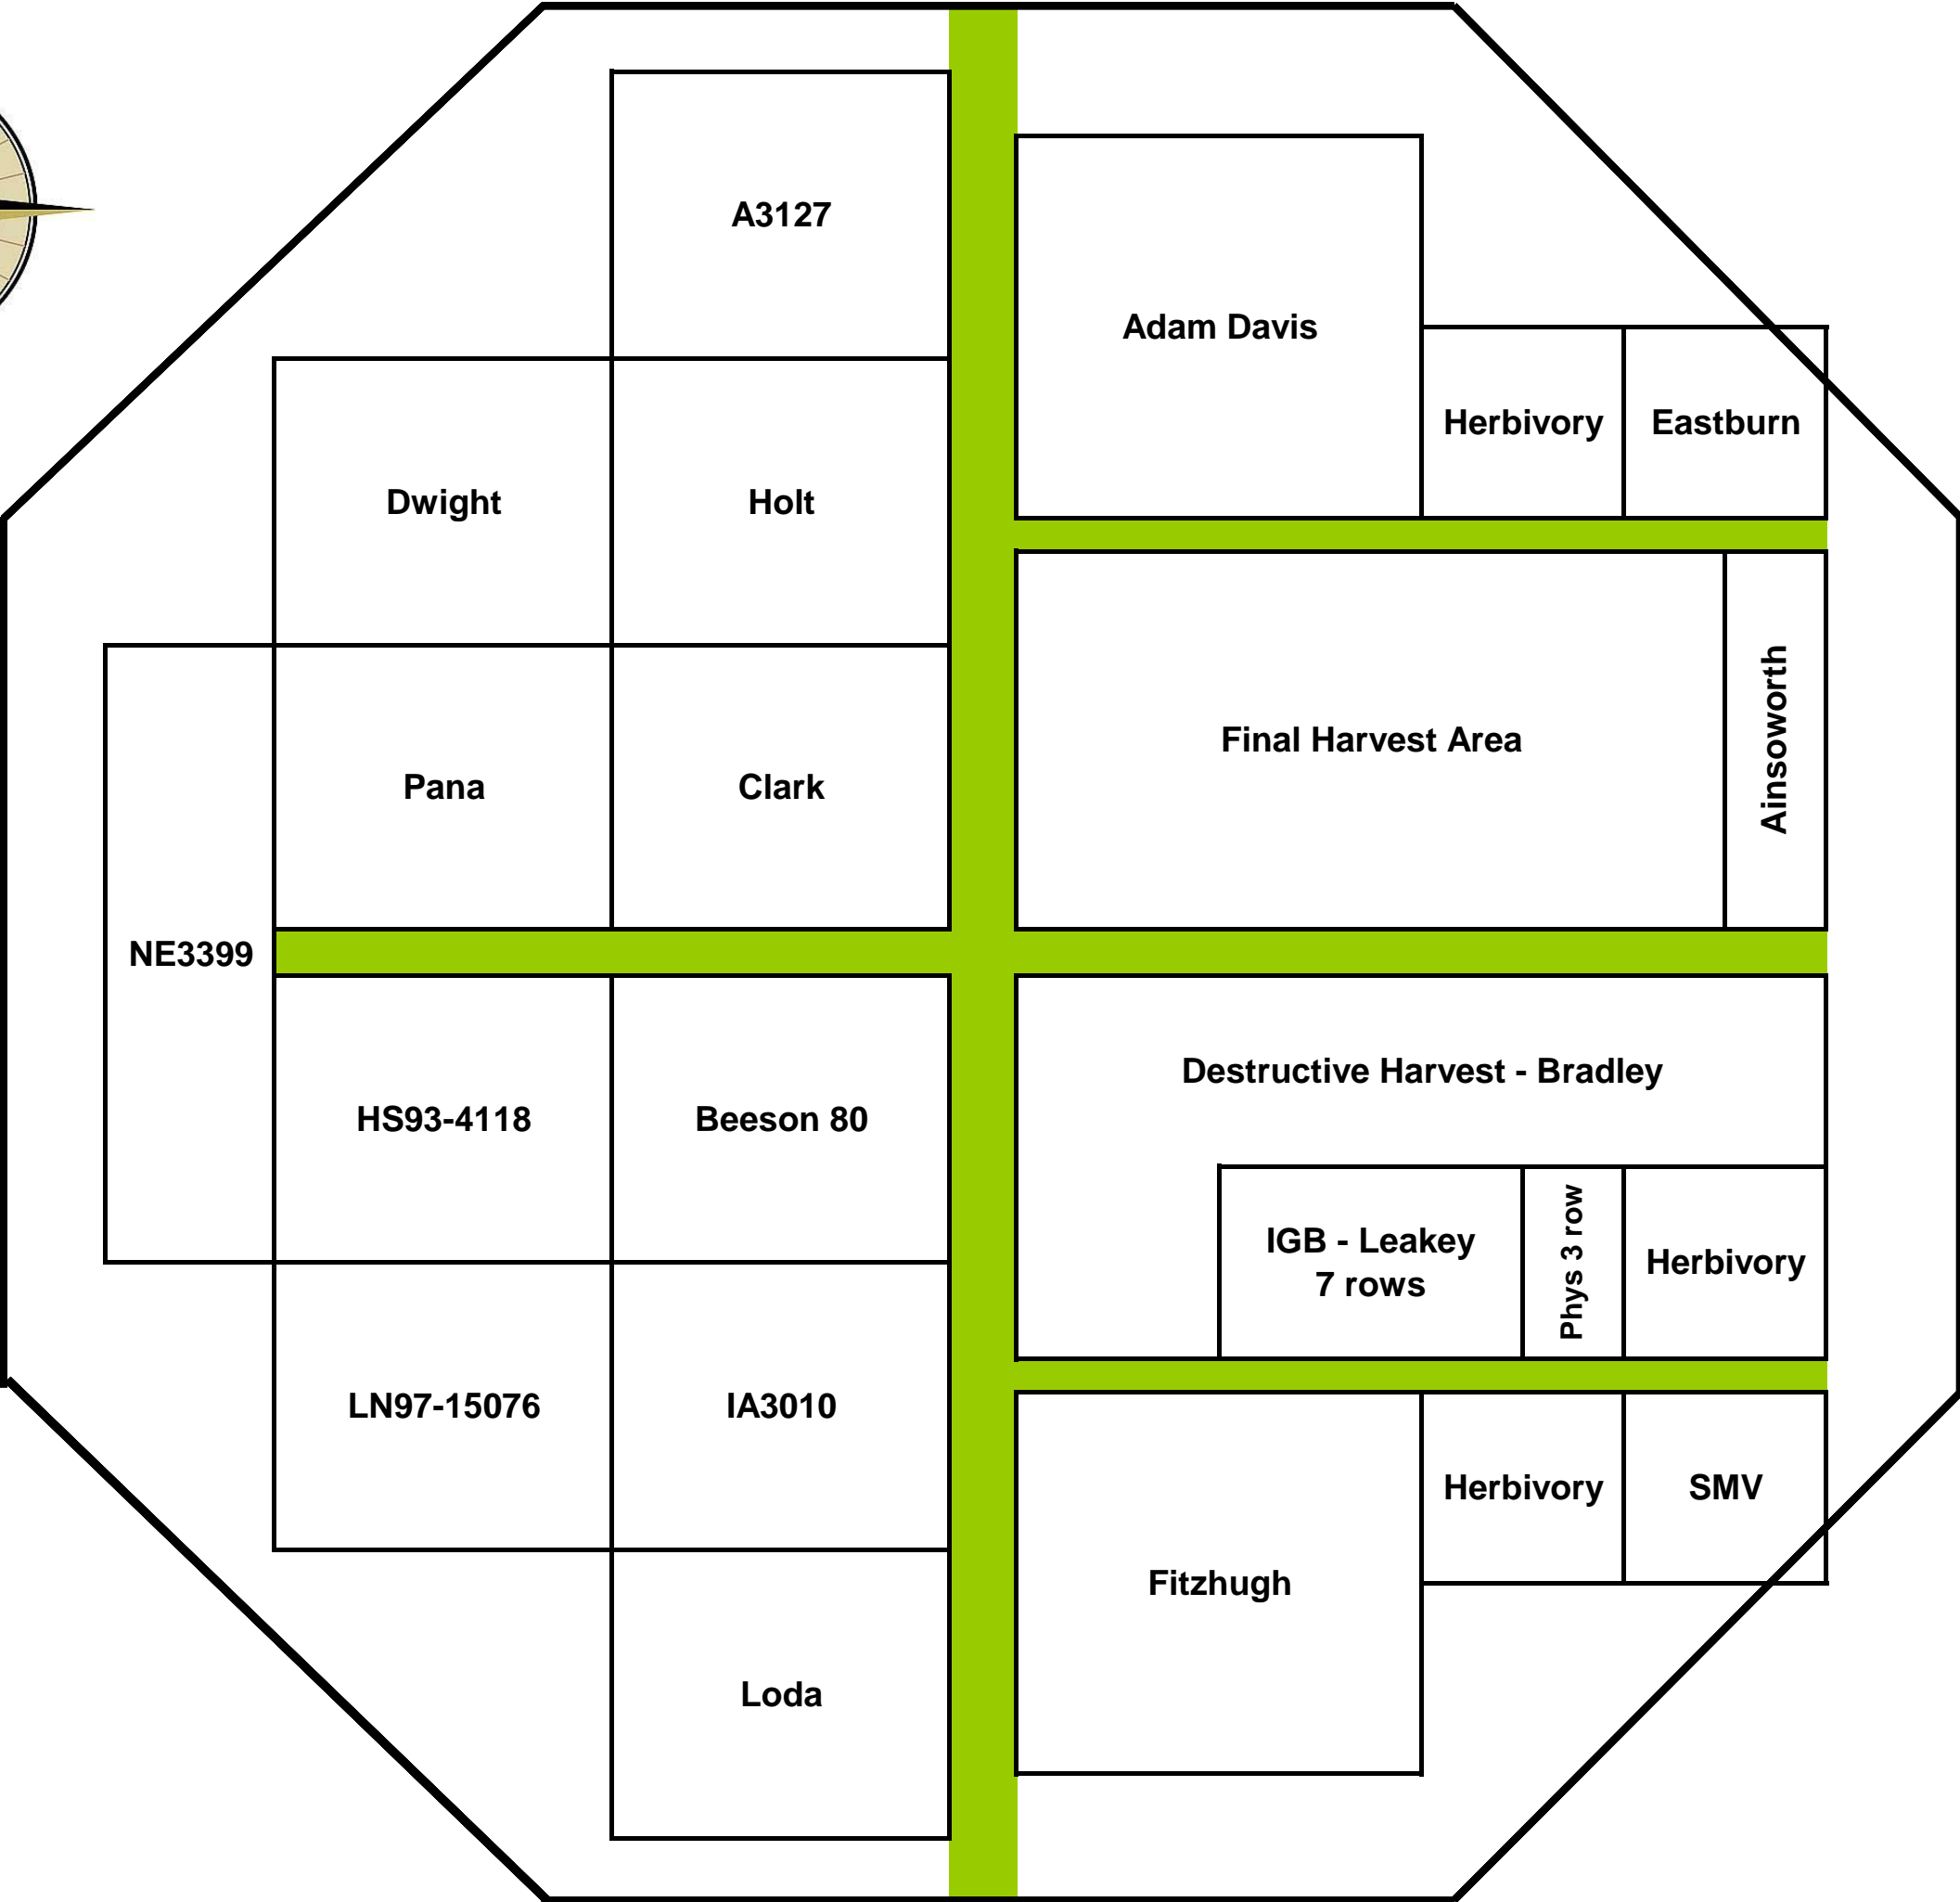 A3127
Adam Davis
Herbivory
Eastburn
Dwight
Holt
Final Harvest Area
Ainsoworth
Pana
Clark
NE3399
Destructive Harvest - Bradley
HS93-4118
Beeson 80
IGB - Leakey
7 rows
Phys 3 row
Herbivory
LN97-15076
IA3010
Herbivory
SMV
Fitzhugh
Loda